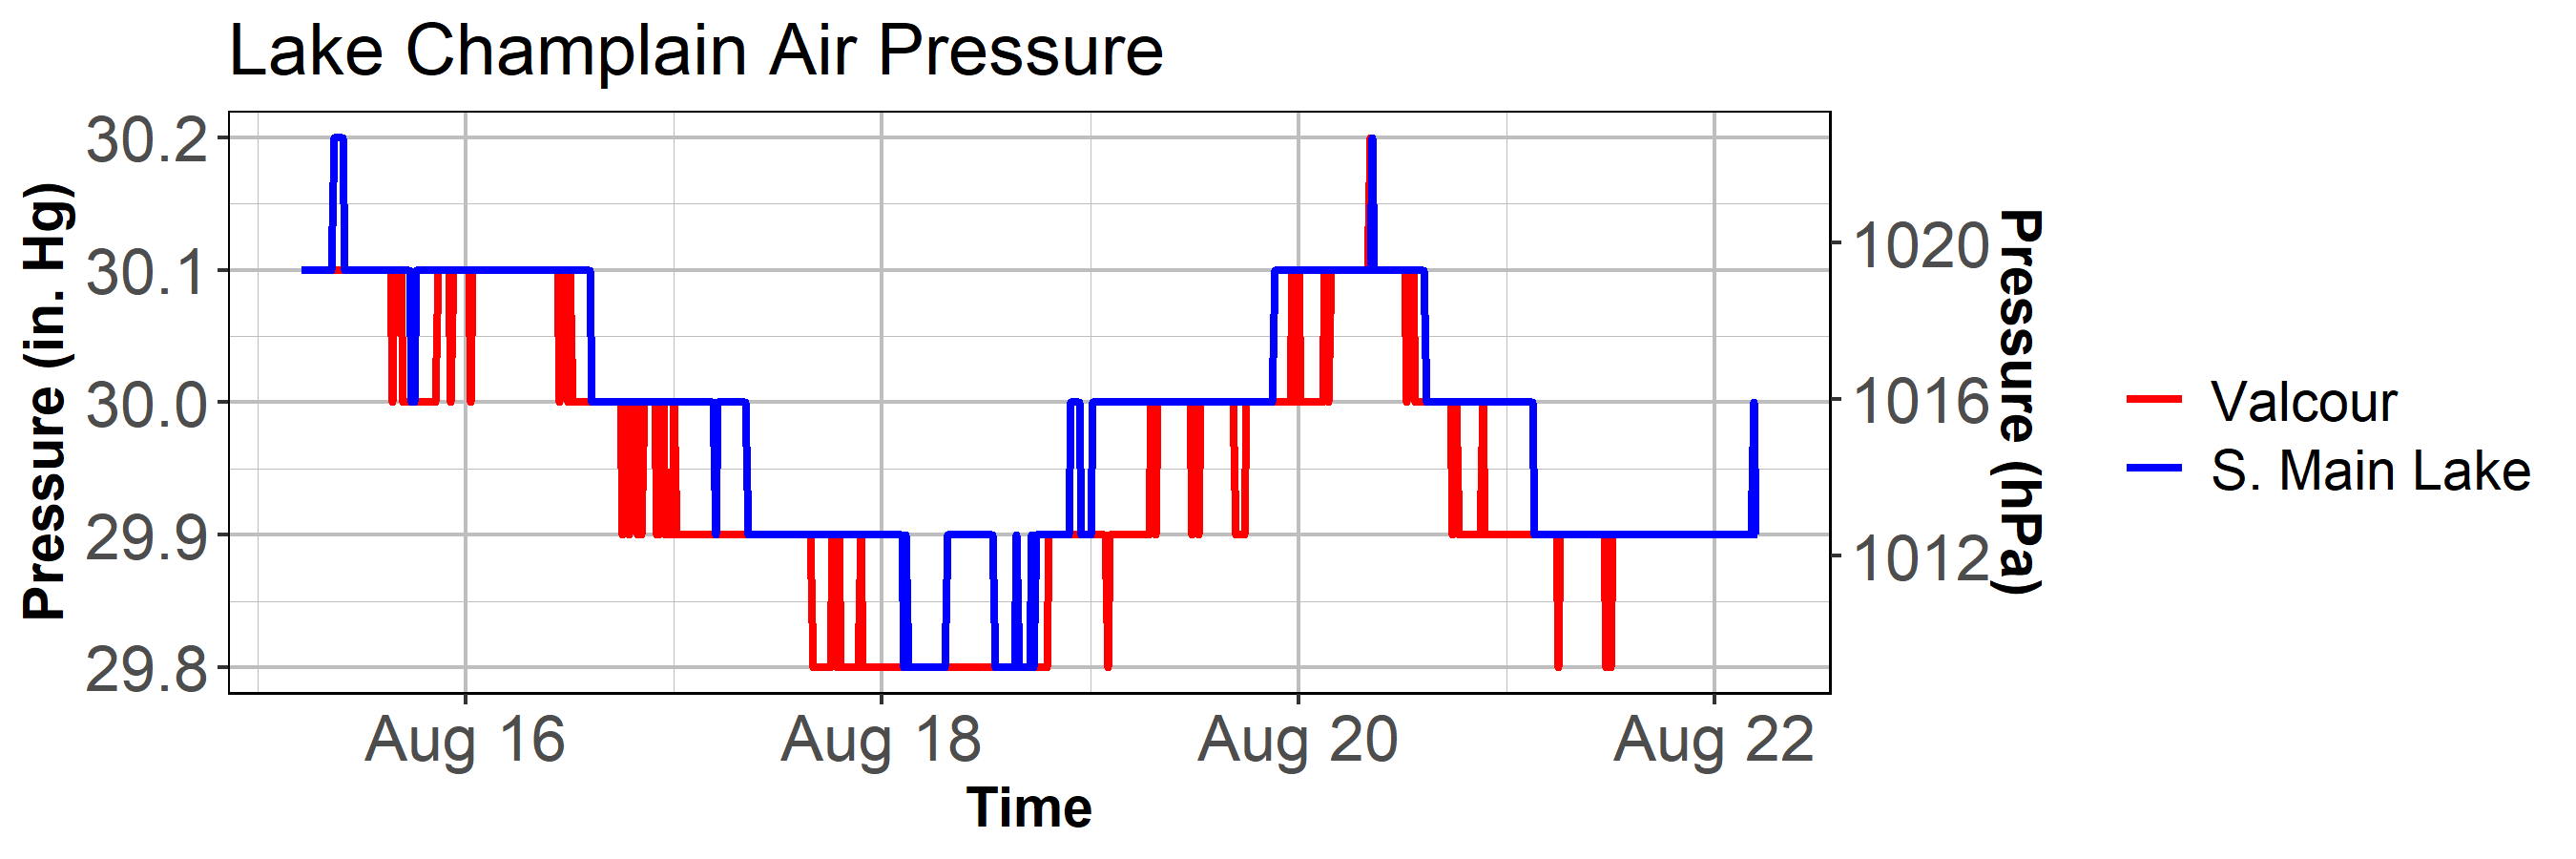 Lake Champlain Air Pressure
Pressure (in. Hg)
30.2
30.1
30.0
29.9
29.8
1020
1016
1012
Pressure (hPa)
Valcour
S. Main Lake
Aug 16
Aug 18
Aug 20
Aug 22
Time